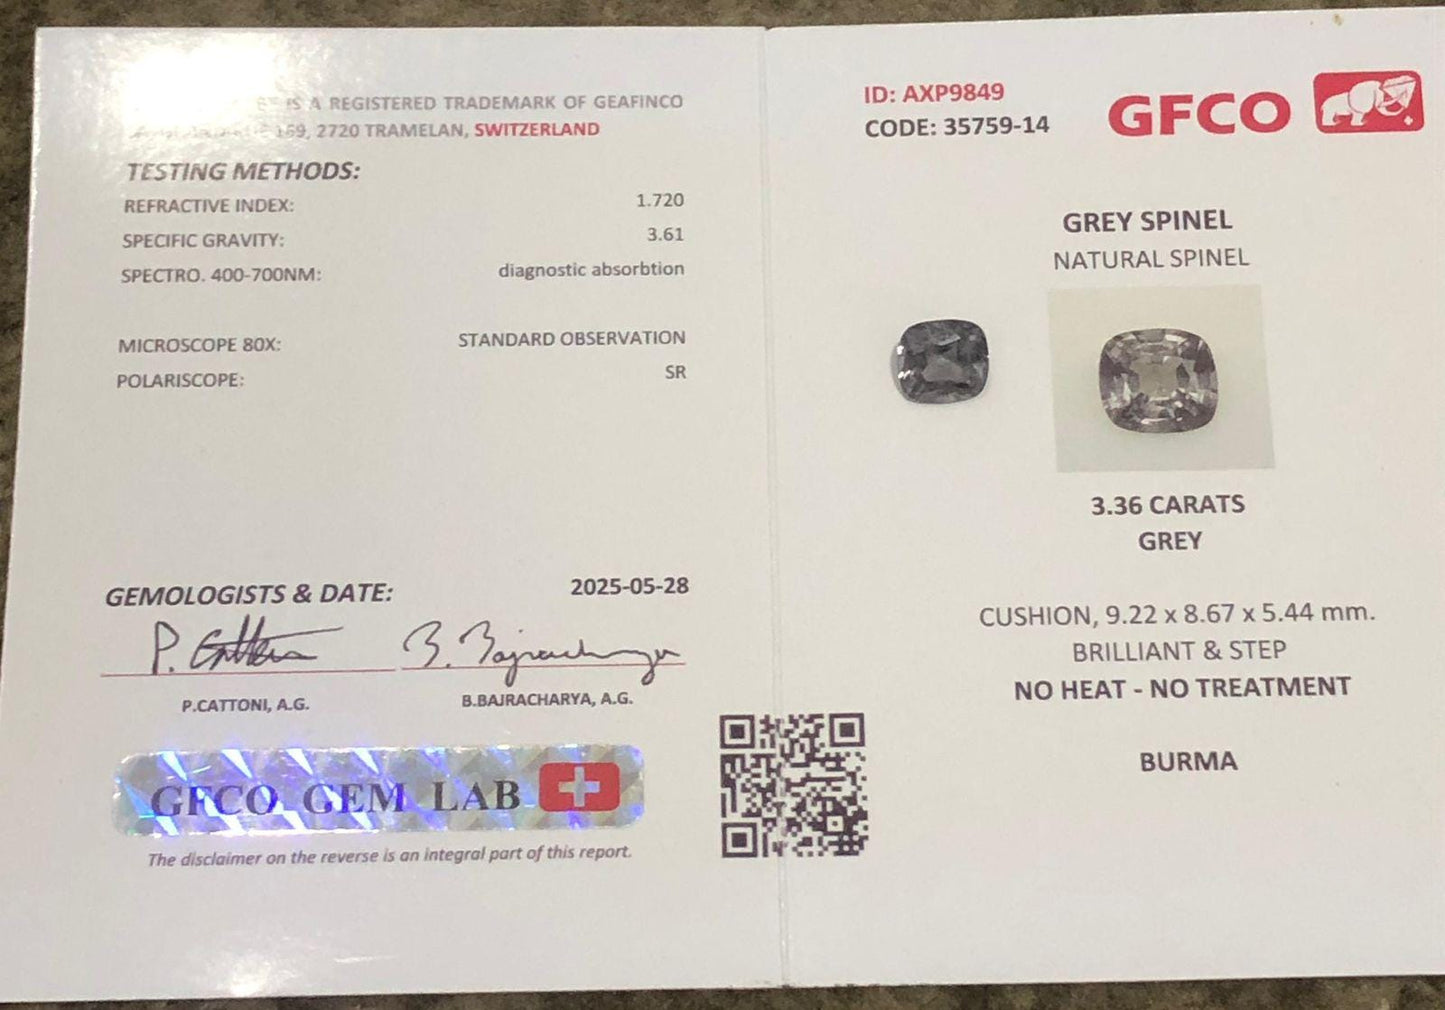 IS A REGISTERED TRADEMARK OF GEAFINCO
2720 TRAMELAN, SWITZERLAND
TESTING METHODS:
REFRACTIVE INDEX: 1.720
SPECIFIC GRAVITY: 3.61
SPECTRO. 400-700NM: diagnostic absorbtion
MICROSCOPE 80X: STANDARD OBSERVATION
POLARISCOPE: SR
GEMOLOGISTS & DATE: 2025-05-28
P. Cattoni B. Bajracharya
P.CATTONI, A.G. B.BAJRACHARYA, A.G.
GFCO GEM LAB
The disclaimer on the reverse is an integral part of this report.
ID: AXP9849
CODE: 35759-14
GFCO
GREY SPINEL
NATURAL SPINEL
3.36 CARATS
GREY
CUSHION, 9.22 x 8.67 x 5.44 mm.
BRILLIANT & STEP
NO HEAT - NO TREATMENT
BURMA